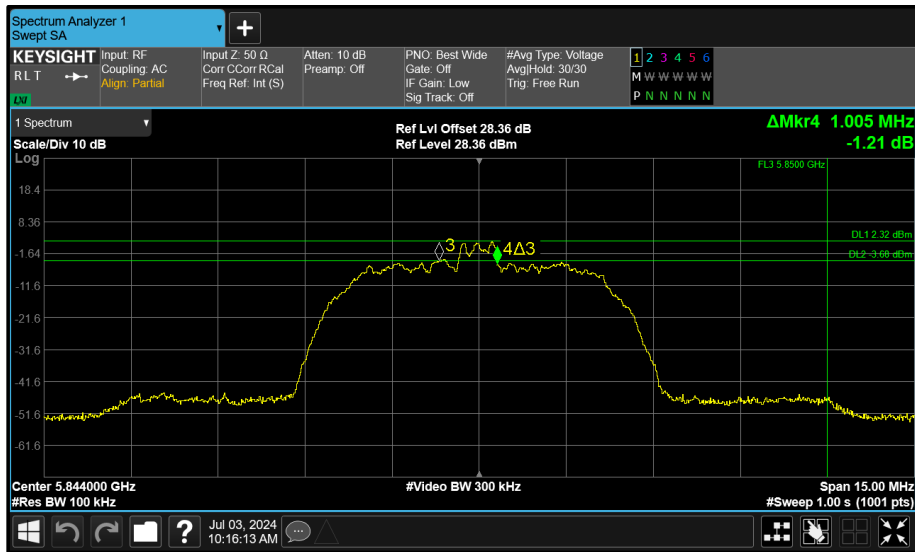 Spectrum Analyzer 1
Swept SA
+
KEYSIGHT
RLT
LXI
Input: RF
Coupling: AC
Align: Partial
Input Z: 50 Ω
Corr CCorr RCal
Freq Ref: Int (S)
Atten: 10 dB
Preamp: Off
PNO: Best Wide
Gate: Off
IF Gain: Low
Sig Track: Off
#Avg Type: Voltage
Avg|Hold: 30/30
Trig: Free Run
1 2 3 4 5 6
M W W W W W
P N N N N N
1 Spectrum
Scale/Div 10 dB
Ref Lvl Offset 28.36 dB
Ref Level 28.36 dBm
ΔMkr4 1.005 MHz
-1.21 dB
Log
FL3 5.8500 GHz
18.4
8.36
DL1 2.32 dBm
3
4Δ3
-1.64
DL2 -3.68 dBm
-11.6
-21.6
-31.6
-41.6
-51.6
-61.6
Center 5.844000 GHz
#Video BW 300 kHz
Span 15.00 MHz
#Res BW 100 kHz
#Sweep 1.00 s (1001 pts)
?
Jul 03, 2024
10:16:13 AM